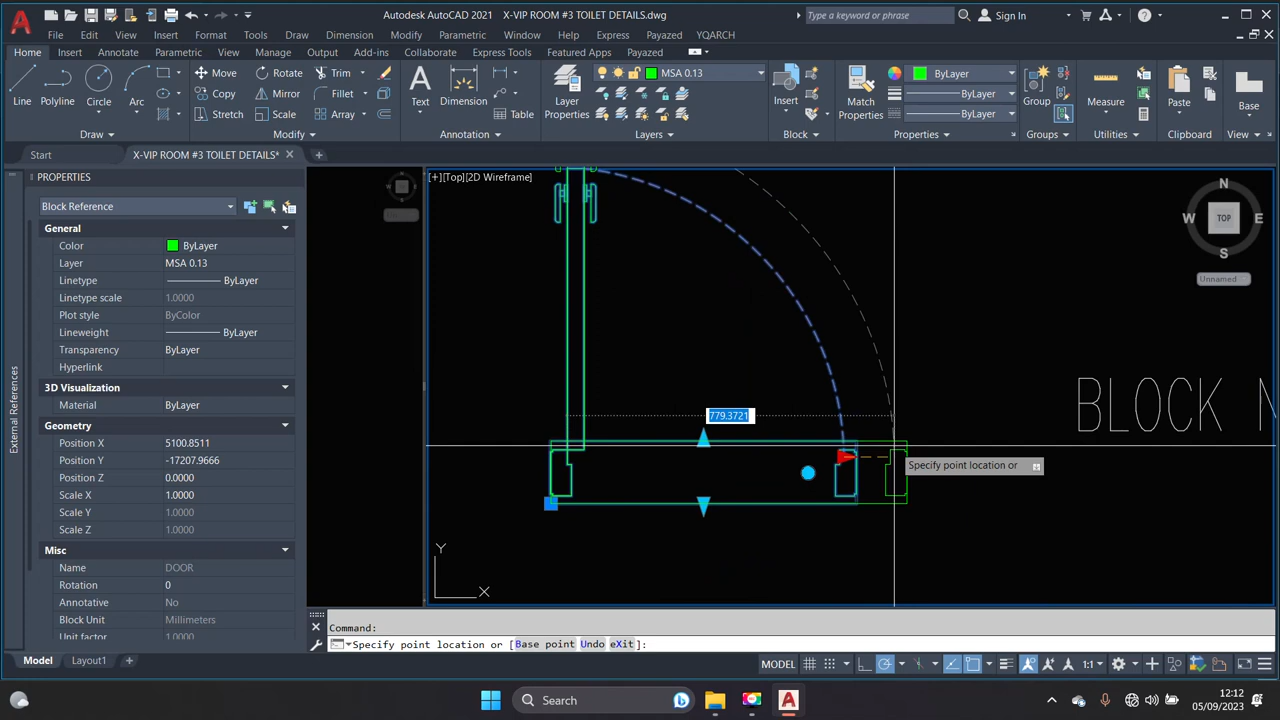 Autodesk AutoCAD 2021 X-VIP ROOM #3 TOILET DETAILS.dwg
Type a keyword or phrase
Sign In
File Edit View Insert Format Tools Draw Dimension Modify Parametric Window Help Express Payazed YQARCH
Home Insert Annotate Parametric View Manage Output Add-ins Collaborate Express Tools Featured Apps Payazed
Line Polyline Circle Arc
Move Rotate Trim
Copy Mirror Fillet
Stretch Scale Array
Text Dimension Table
Layer Properties
MSA 0.13
Insert
Match Properties
ByLayer
ByLayer
ByLayer
Group
Measure
Paste
Base
Draw Modify Annotation Layers Block Properties Groups Utilities Clipboard View
Start X-VIP ROOM #3 TOILET DETAILS*
PROPERTIES
Block Reference
General
Color ByLayer
Layer MSA 0.13
Linetype ByLayer
Linetype scale 1.0000
Plot style ByColor
Lineweight ByLayer
Transparency ByLayer
Hyperlink
3D Visualization
Material ByLayer
Geometry
Position X 5100.8511
Position Y -17207.9666
Position Z 0.0000
Scale X 1.0000
Scale Y 1.0000
Scale Z 1.0000
Misc
Name DOOR
Rotation 0
Annotative No
Block Unit Millimeters
Unit factor 1.0000
External References
[+][Top][2D Wireframe]
N
W TOP E
S
Unnamed
779.3721
BLOCK
Specify point location or
Y
X
Command:
Specify point location or [Base point Undo eXit]:
Model Layout1
MODEL 1:1
Search
12:12
05/09/2023